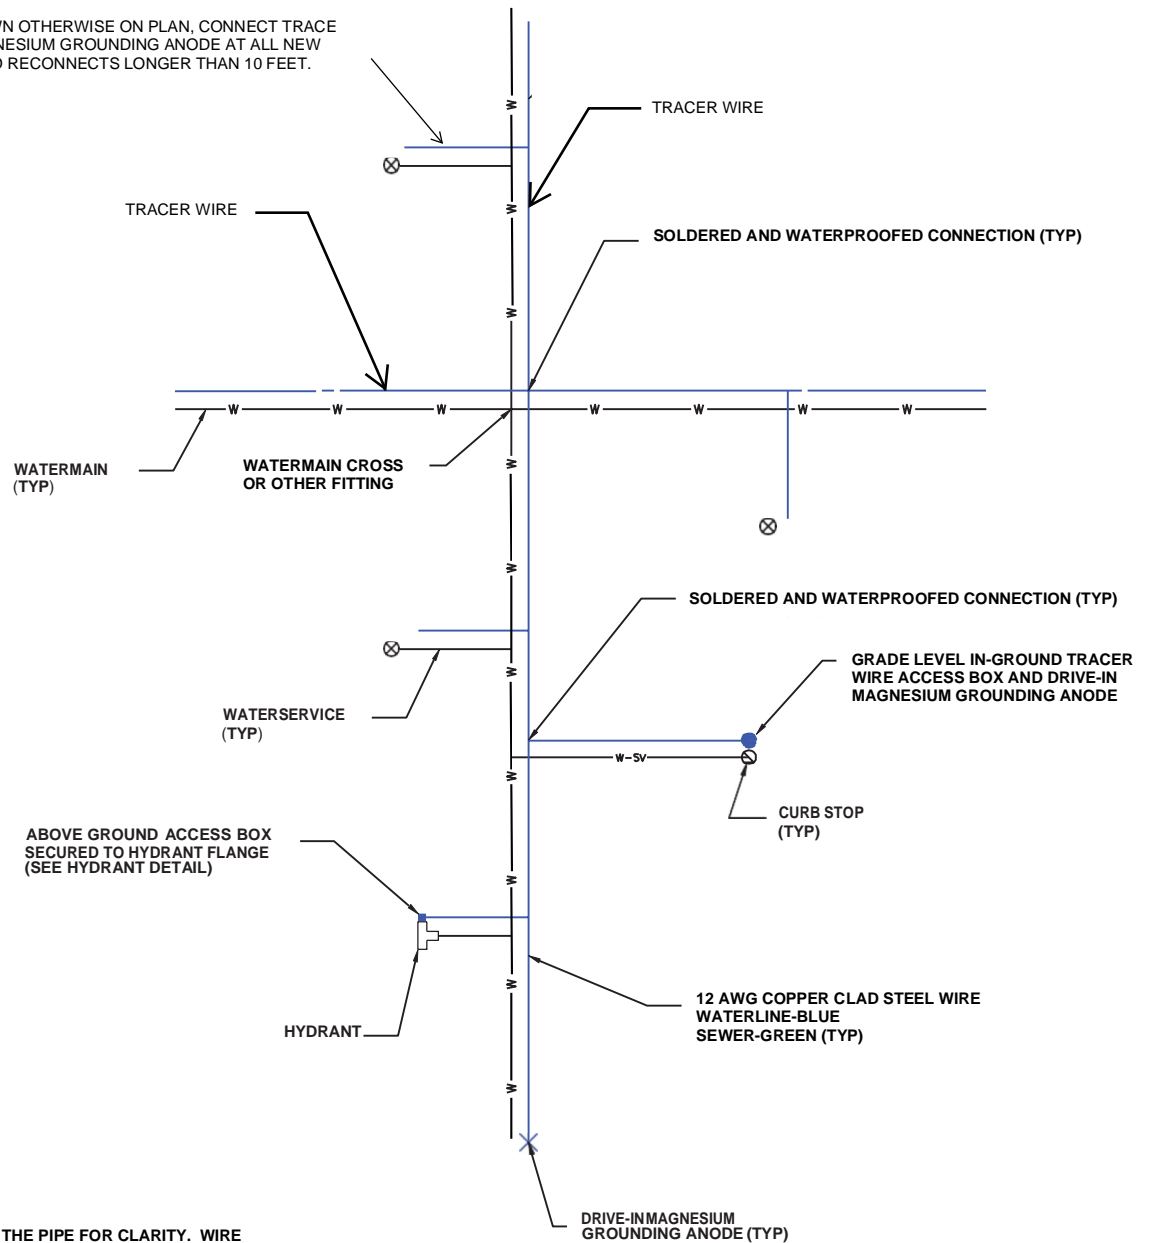 OTHERWISE ON PLAN, CONNECT TRACE
GROUNDING ANODE AT ALL NEW
RECONNECTS LONGER THAN 10 FEET.
TRACER WIRE
TRACER WIRE
SOLDERED AND WATERPROOFED CONNECTION (TYP)
W
W
W
W
W
W
W
W
W
W
WATERMAIN
(TYP)
WATERMAIN CROSS
OR OTHER FITTING
W
W
SOLDERED AND WATERPROOFED CONNECTION (TYP)
GRADE LEVEL IN-GROUND TRACER
WIRE ACCESS BOX AND DRIVE-IN
MAGNESIUM GROUNDING ANODE
W
WATERSERVICE
(TYP)
W-SV
W
CURB STOP
(TYP)
ABOVE GROUND ACCESS BOX
SECURED TO HYDRANT FLANGE
(SEE HYDRANT DETAIL)
W
W
12 AWG COPPER CLAD STEEL WIRE
WATERLINE-BLUE
SEWER-GREEN (TYP)
HYDRANT
W
DRIVE-INMAGNESIUM
GROUNDING ANODE (TYP)
THE PIPE FOR CLARITY. WIRE